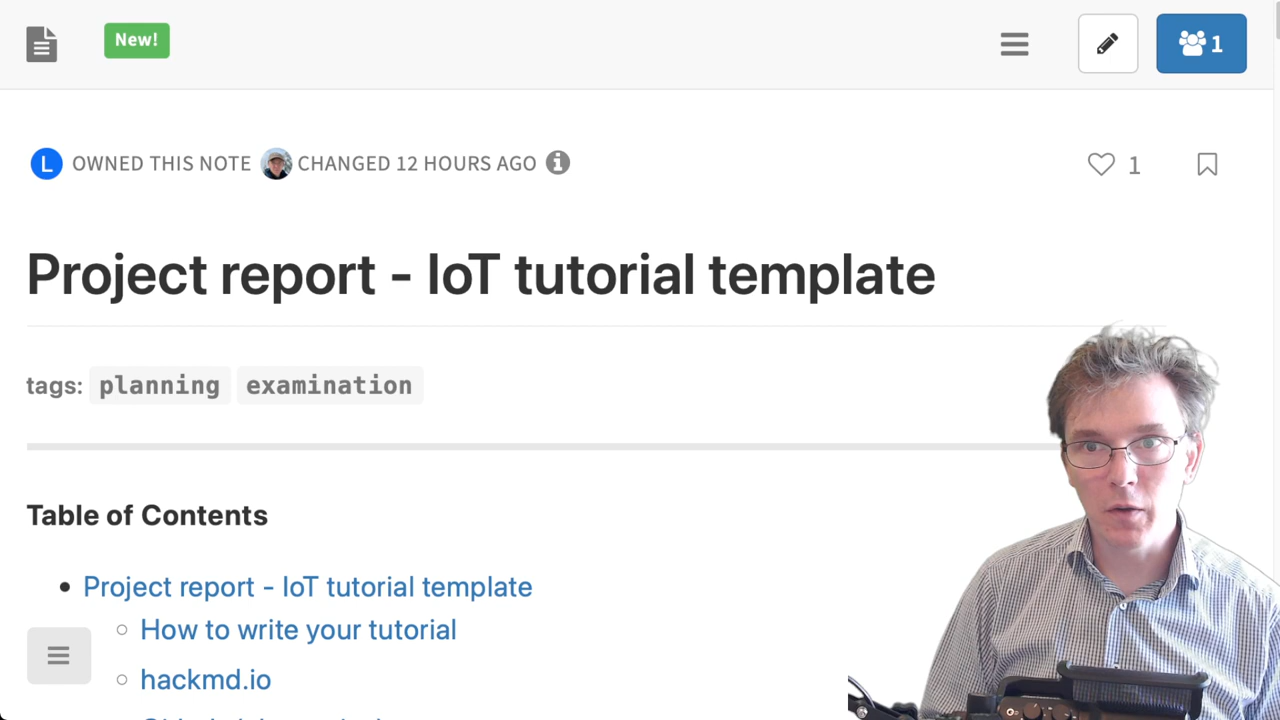 New!
1
L OWNED THIS NOTE CHANGED 12 HOURS AGO
1
Project report - IoT tutorial template
tags: planning examination
Table of Contents
Project report - IoT tutorial template
How to write your tutorial
hackmd.io